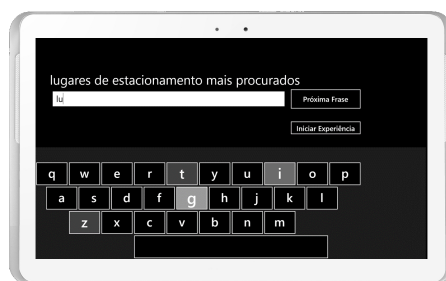 lugares de estacionamento mais procurados
lu
Próxima Frase
Iniciar Experiência
q w e r t y u i o p
a s d f g h j k l
z x c v b n m